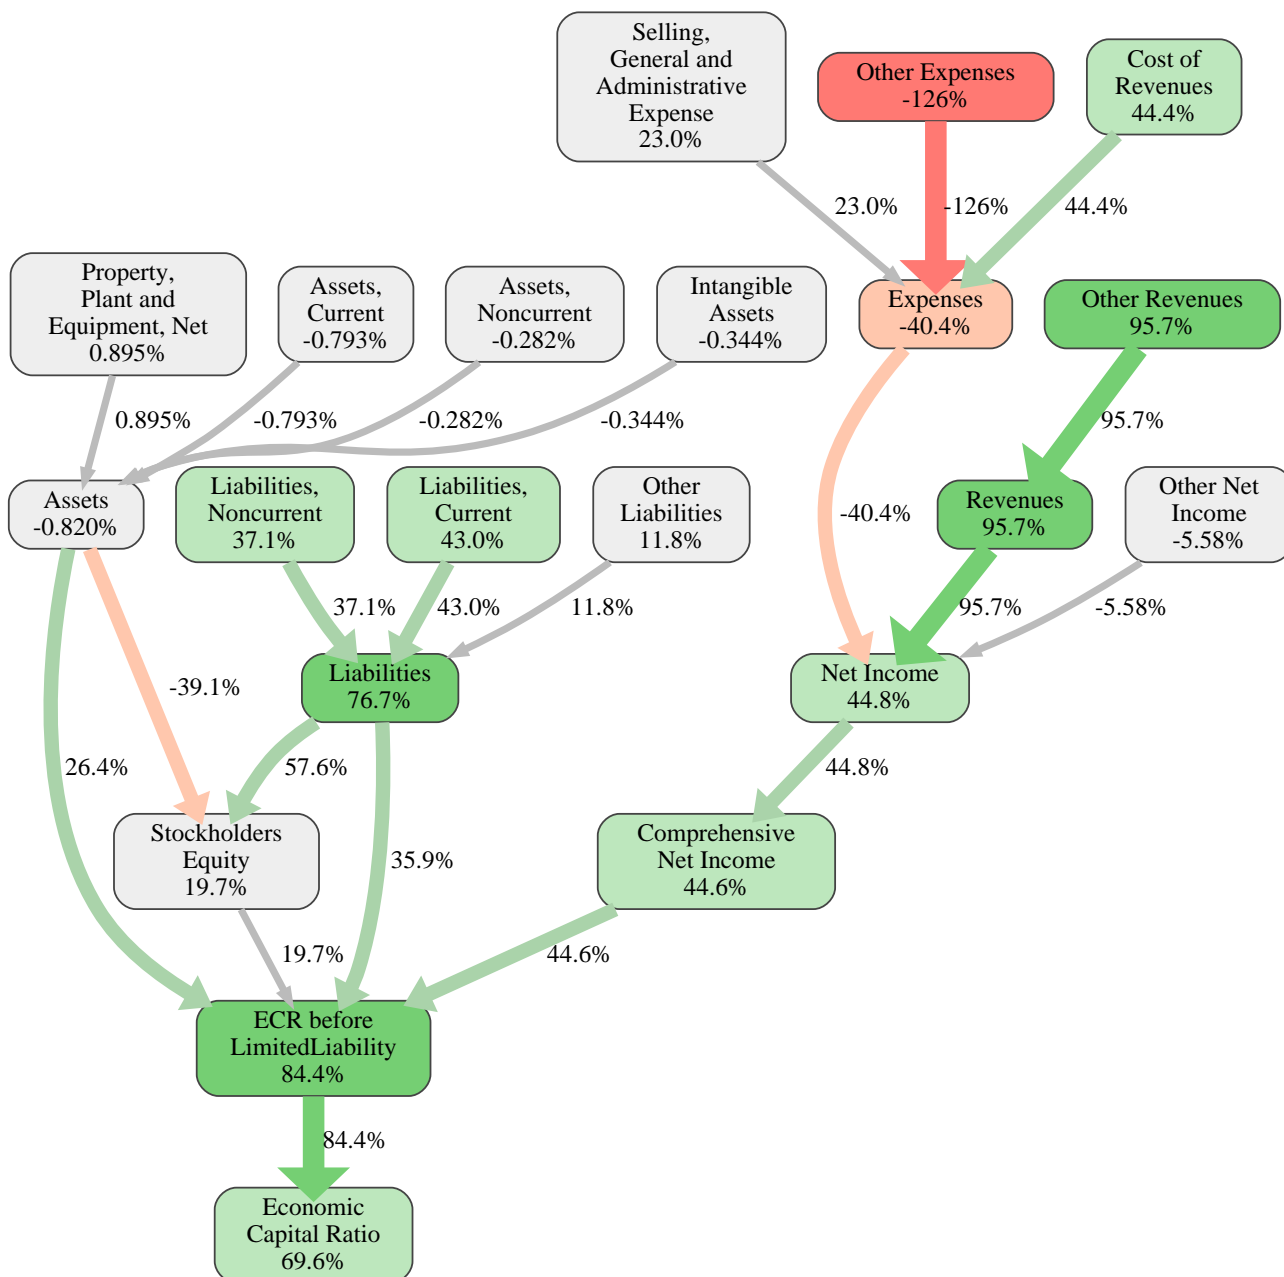 Selling,
General and
Administrative
Expense
23.0%
Other Expenses
-126%
Cost of
Revenues
44.4%
23.0%
-126%
44.4%
Property,
Plant and
Equipment, Net
0.895%
Assets,
Current
-0.793%
Assets,
Noncurrent
-0.282%
Intangible
Assets
-0.344%
Expenses
-40.4%
Other Revenues
95.7%
0.895%
-0.793%
-0.282%
-0.344%
95.7%
Assets
-0.820%
Liabilities,
Noncurrent
37.1%
Liabilities,
Current
43.0%
Other
Liabilities
11.8%
-40.4%
Revenues
95.7%
Other Net
Income
-5.58%
37.1%
43.0%
11.8%
95.7%
-5.58%
-39.1%
Liabilities
76.7%
Net Income
44.8%
26.4%
57.6%
44.8%
Stockholders
Equity
19.7%
35.9%
Comprehensive
Net Income
44.6%
19.7%
44.6%
ECR before
LimitedLiability
84.4%
84.4%
Economic
Capital Ratio
69.6%